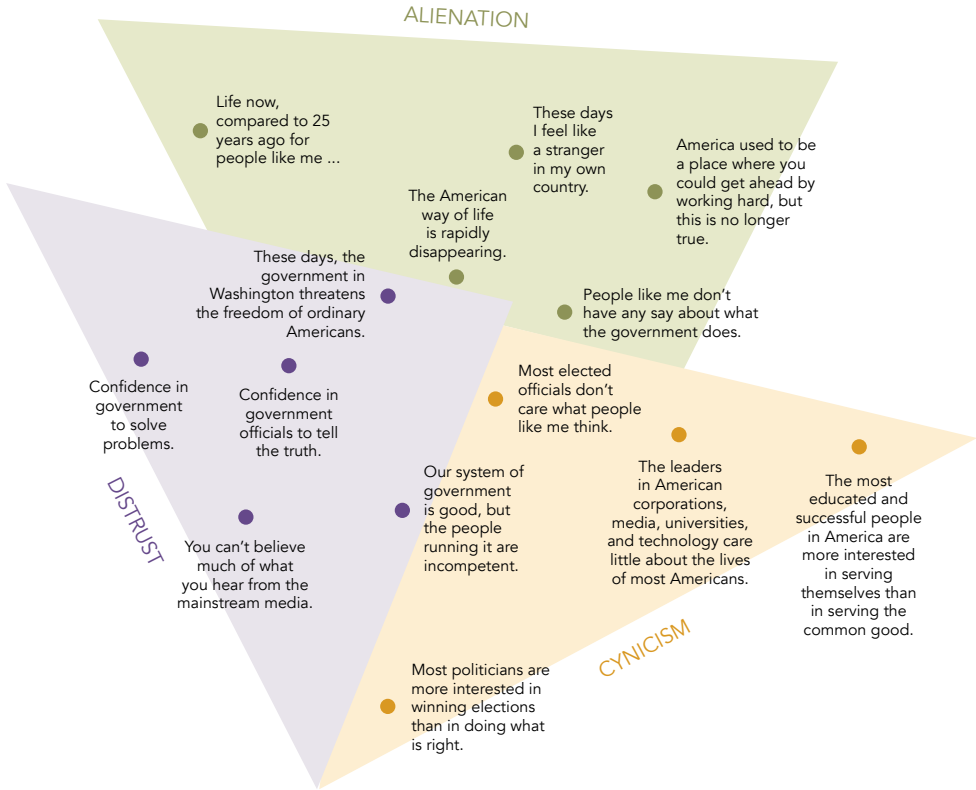 ALIENATION
Life now,
compared to 25
years ago for
people like me ...
These days
I feel like
a stranger
in my own
country.
America used to be
a place where you
could get ahead by
working hard, but
this is no longer
true.
The American
way of life
is rapidly
disappearing.
These days, the
government in
Washington threatens
the freedom of ordinary
Americans.
People like me don’t
have any say about what
the government does.
Confidence in
government
to solve
problems.
Confidence in
government
officials to tell
the truth.
Most elected
officials don’t
care what people
like me think.
Our system of
government
is good, but
the people
running it are
incompetent.
The leaders
in American
corporations,
media, universities,
and technology care
little about the lives
of most Americans.
The most
educated and
successful people
in America are
more interested
in serving
themselves than
in serving the
common good.
DISTRUST
You can’t believe
much of what
you hear from the
mainstream media.
CYNICISM
Most politicians are
more interested in
winning elections
than in doing what
is right.